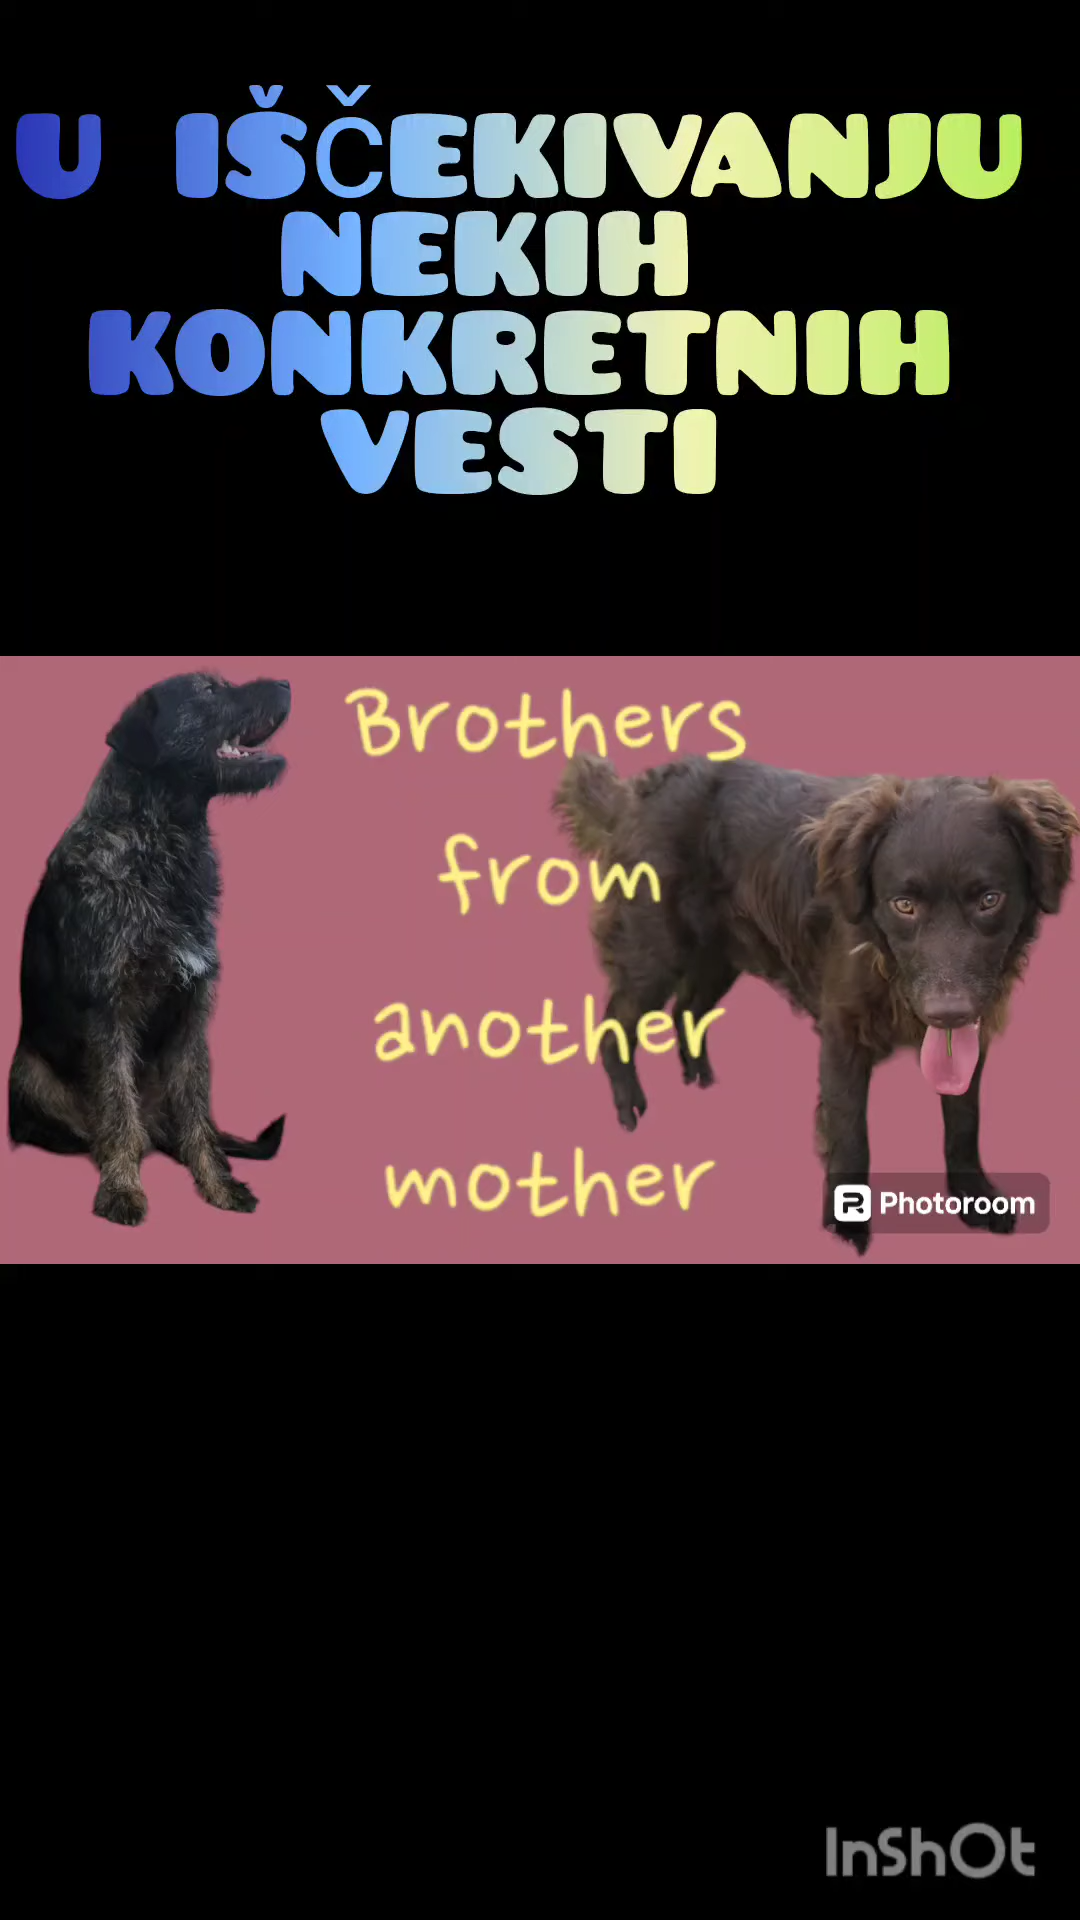 U IŠČEKIVANJU
NEKIH
KONKRETNIH
VESTI
Brothers
from
another
mother
Photoroom
InShOt